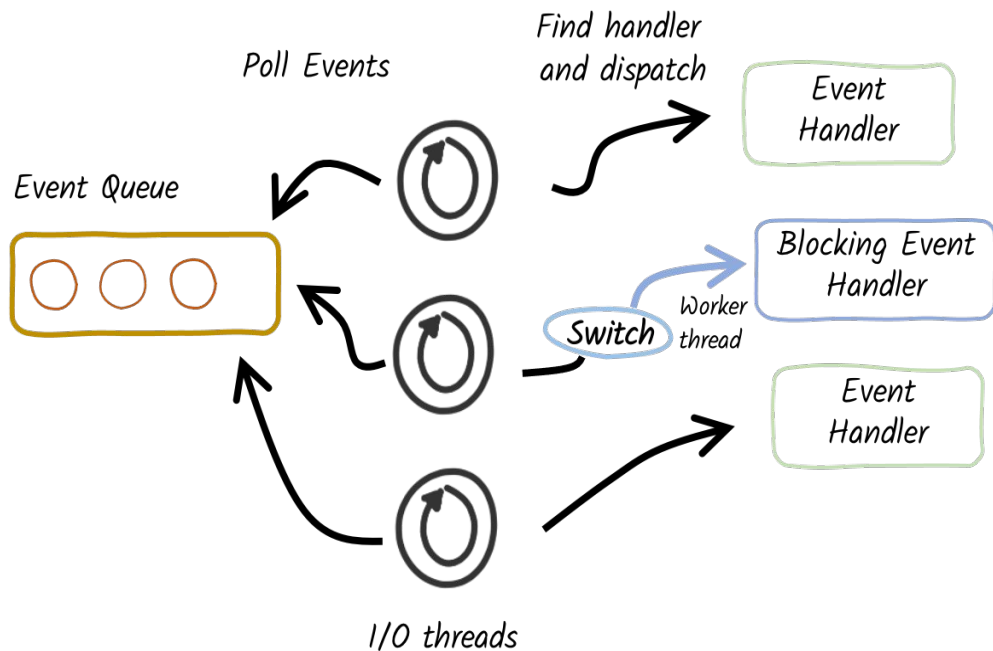 Poll Events
Find handler
and dispatch
Event
Handler
Event Queue
Blocking Event
Handler
Switch
Worker
thread
Event
Handler
I/O threads